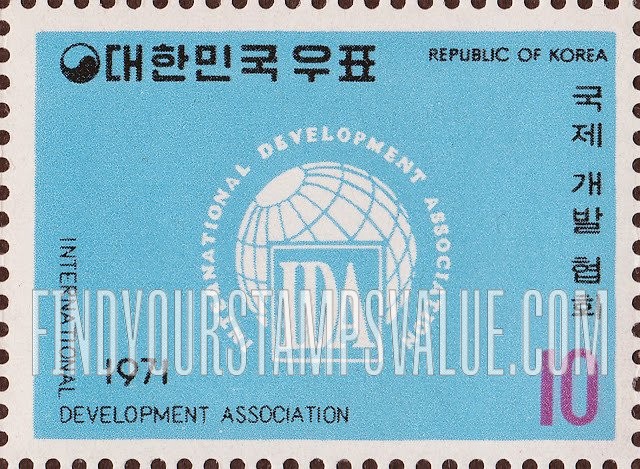 대한민국우표
REPUBLIC OF KOREA
국제 개발 협회
INTERNATIONAL DEVELOPMENT ASSOCIATION
IDA
FINDYOURSTAMPSVALUE.COM
INTERNATIONAL
1971
10
DEVELOPMENT ASSOCIATION